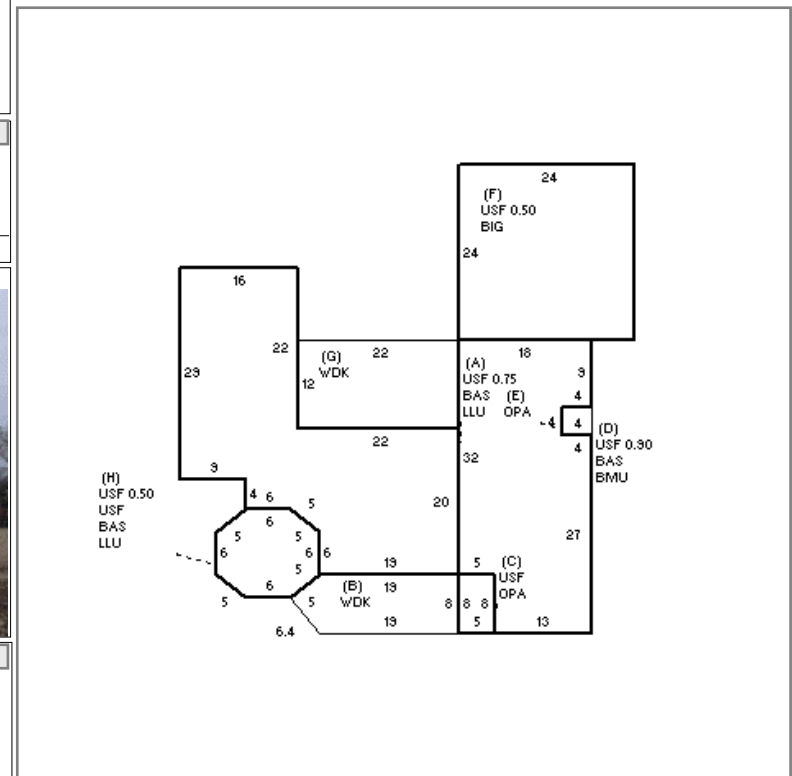 24
(F)
USF 0.50
BIG
24
16
22
22
(G)
WDK
12
29
22
18
9
(A)
USF 0.75
BAS
LLU
(E)
OPA
4
4
4
4
(D)
USF 0.90
BAS
BMU
32
9
(H)
USF 0.50
USF
BAS
LLU
4
6
5
6
5
5
6
6
6
5
6
5
5
20
27
19
5
(C)
USF
OPA
(B)
WDK
19
8
8
8
6.4
19
5
13